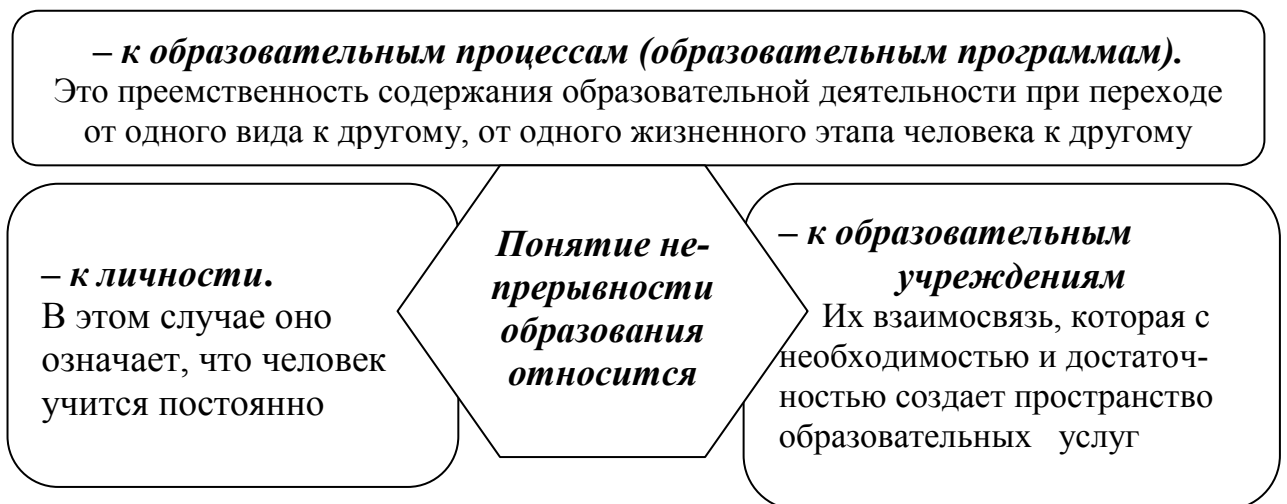 – к образовательным процессам (образовательным программам).
Это преемственность содержания образовательной деятельности при переходе
от одного вида к другому, от одного жизненного этапа человека к другому
– к личности.
В этом случае оно
означает, что человек
учится постоянно
Понятие не-
прерывности
образования
относится
– к образовательным
учреждениям
Их взаимосвязь, которая с
необходимостью и достаточ-
ностью создает пространство
образовательных услуг